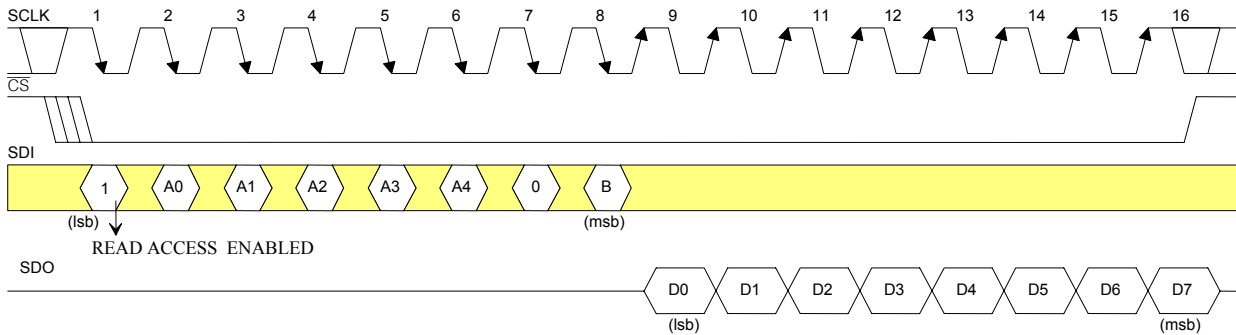 SCLK 1 2 3 4 5 6 7 8 9 10 11 12 13 14 15 16
CS
SDI
1 A0 A1 A2 A3 A4 0 B
(lsb) (msb)
READ ACCESS ENABLED
SDO
D0 D1 D2 D3 D4 D5 D6 D7
(lsb) (msb)